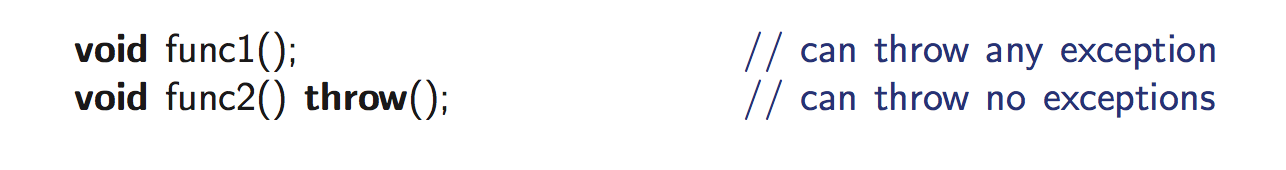 void func1(); // can throw any exception
void func2() throw(); // can throw no exceptions